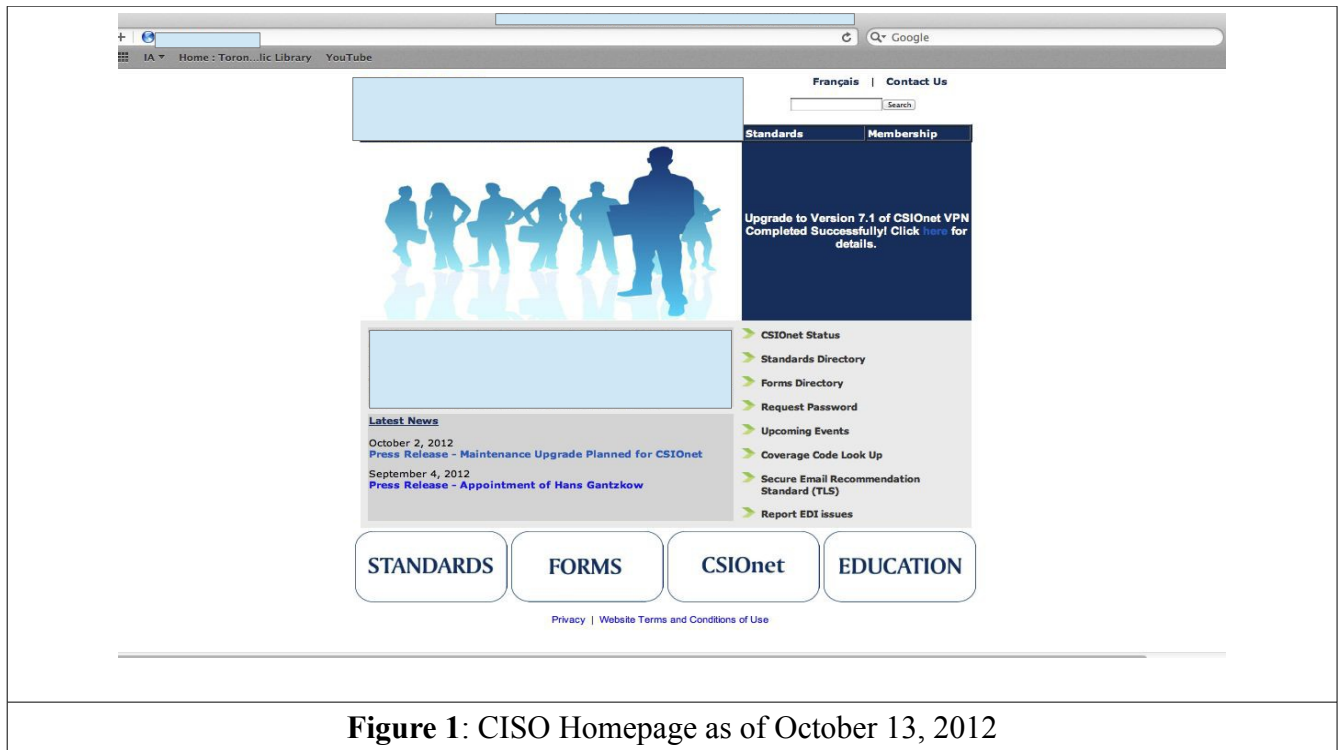 +
Google
IA ▾ Home : Toron...lic Library YouTube
Français | Contact Us
Search
Standards Membership
Upgrade to Version 7.1 of CSIOnet VPN
Completed Successfully! Click here for
details.
CSIOnet Status
Standards Directory
Forms Directory
Request Password
Upcoming Events
Coverage Code Look Up
Secure Email Recommendation
Standard (TLS)
Report EDI issues
Latest News
October 2, 2012
Press Release - Maintenance Upgrade Planned for CSIOnet
September 4, 2012
Press Release - Appointment of Hans Gantzkow
STANDARDS FORMS CSIOnet EDUCATION
Privacy | Website Terms and Conditions of Use
Figure 1: CISO Homepage as of October 13, 2012